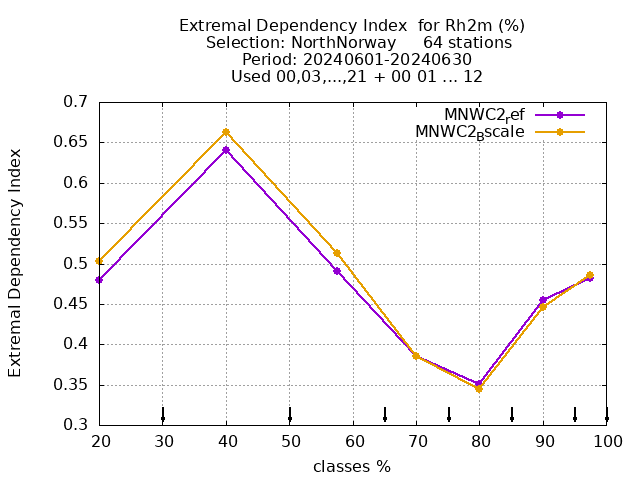 Extremal Dependency Index  for Rh2m (%)
Selection: NorthNorway     64 stations
Period: 20240601-20240630
Used 00,03,...,21 + 00 01 ... 12
MNWC2ref
MNWC2Bscale
Extremal Dependency Index
0.7
0.65
0.6
0.55
0.5
0.45
0.4
0.35
0.3
20 30 40 50 60 70 80 90 100
classes %